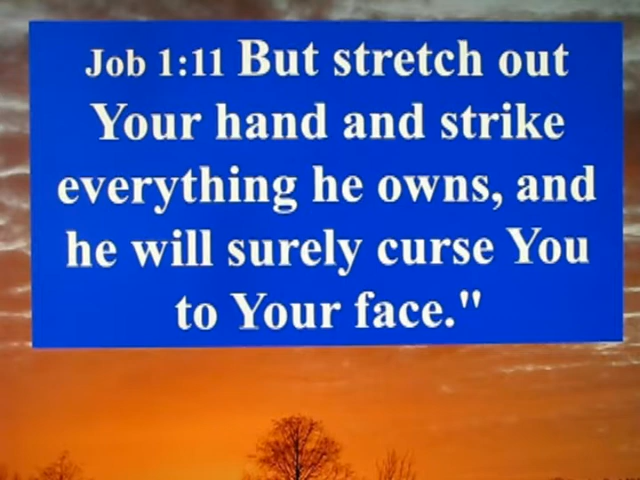 Job 1:11 But stretch out
Your hand and strike
everything he owns, and
he will surely curse You
to Your face."